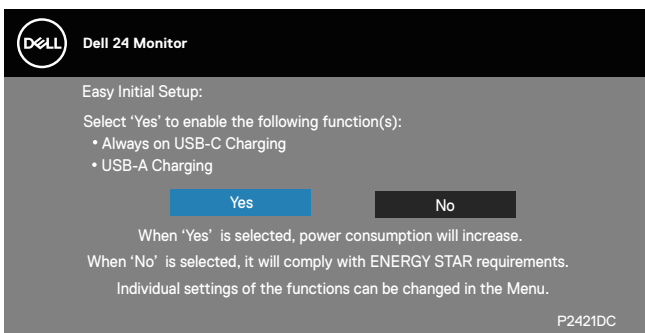 DELL
Dell 24 Monitor
Easy Initial Setup:
Select ‘Yes’ to enable the following function(s):
• Always on USB-C Charging
• USB-A Charging
Yes
No
When ‘Yes’ is selected, power consumption will increase.
When ‘No’ is selected, it will comply with ENERGY STAR requirements.
Individual settings of the functions can be changed in the Menu.
P2421DC